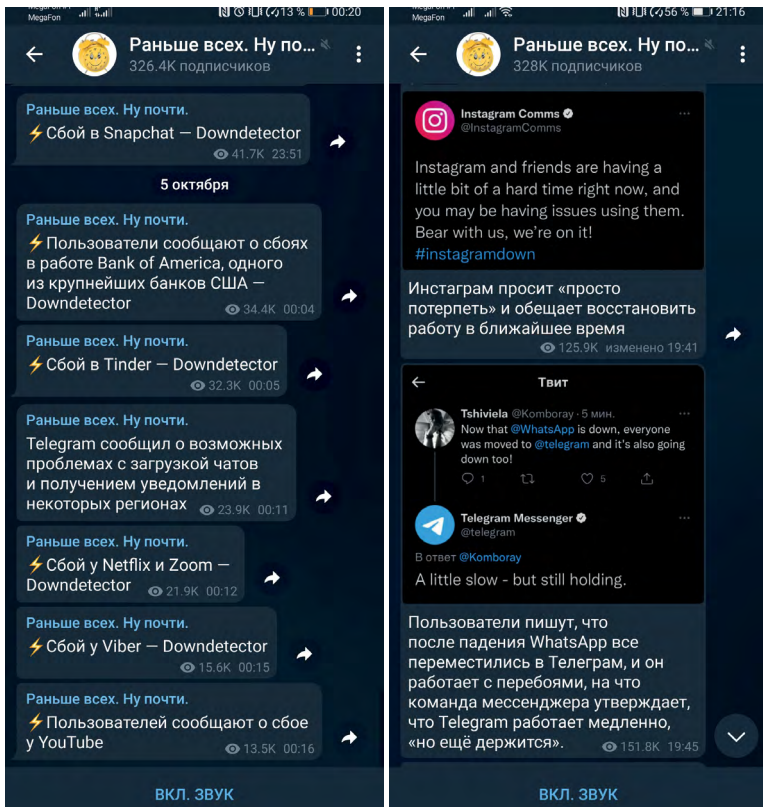 MegaFon
13 %
00:20
Раньше всех. Ну по...
326.4K подписчиков
Раньше всех. Ну почти.
⚡Сбой в Snapchat — Downdetector
41.7K 23:51
5 октября
Раньше всех. Ну почти.
⚡Пользователи сообщают о сбоях
в работе Bank of America, одного
из крупнейших банков США —
Downdetector
34.4K 00:04
Раньше всех. Ну почти.
⚡Сбой в Tinder — Downdetector
32.3K 00:05
Раньше всех. Ну почти.
Telegram сообщил о возможных
проблемах с загрузкой чатов
и получением уведомлений в
некоторых регионах
23.9K 00:11
Раньше всех. Ну почти.
⚡Сбой у Netflix и Zoom —
Downdetector
21.9K 00:12
Раньше всех. Ну почти.
⚡Сбой у Viber — Downdetector
15.6K 00:15
Раньше всех. Ну почти.
⚡Пользователей сообщают о сбое
у YouTube
13.5K 00:16
ВКЛ. ЗВУК
MegaFon
56 %
21:16
Раньше всех. Ну по...
328K подписчиков
Instagram Comms
@InstagramComms
Instagram and friends are having a
little bit of a hard time right now, and
you may be having issues using them.
Bear with us, we're on it!
#instagramdown
Инстаграм просит «просто
потерпеть» и обещает восстановить
работу в ближайшее время
125.9K изменено 19:41
Твит
Tshiviela @Komboray · 5 мин.
Now that @WhatsApp is down, everyone
was moved to @telegram and it's also going
down too!
1
5
Telegram Messenger
@telegram
В ответ @Komboray
A little slow - but still holding.
Пользователи пишут, что
после падения WhatsApp все
переместились в Телеграм, и он
работает с перебоями, на что
команда мессенджера утверждает,
что Telegram работает медленно,
«но ещё держится».
151.8K 19:45
ВКЛ. ЗВУК